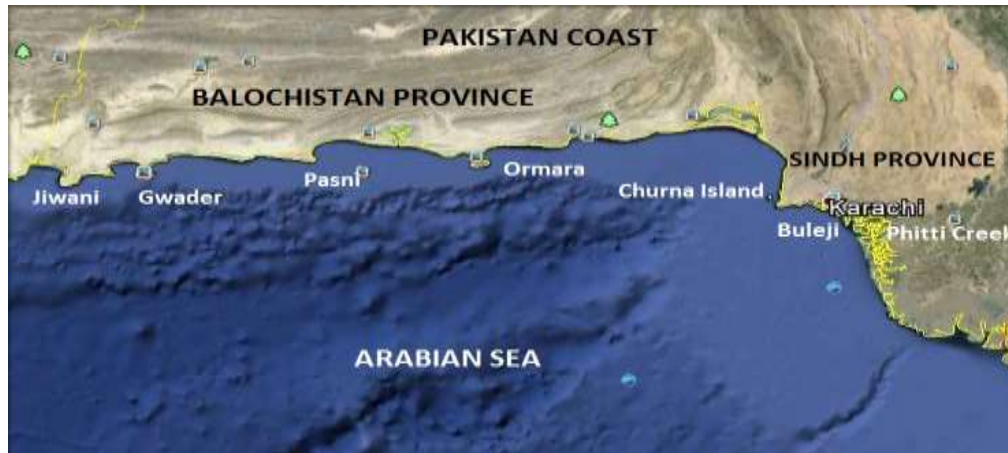 PAKISTAN COAST
BALOCHISTAN PROVINCE
SINDH PROVINCE
Jiwani
Gwader
Pasni
Ormara
Churna Island
Karachi
Buleji
Phitti Creek
ARABIAN SEA